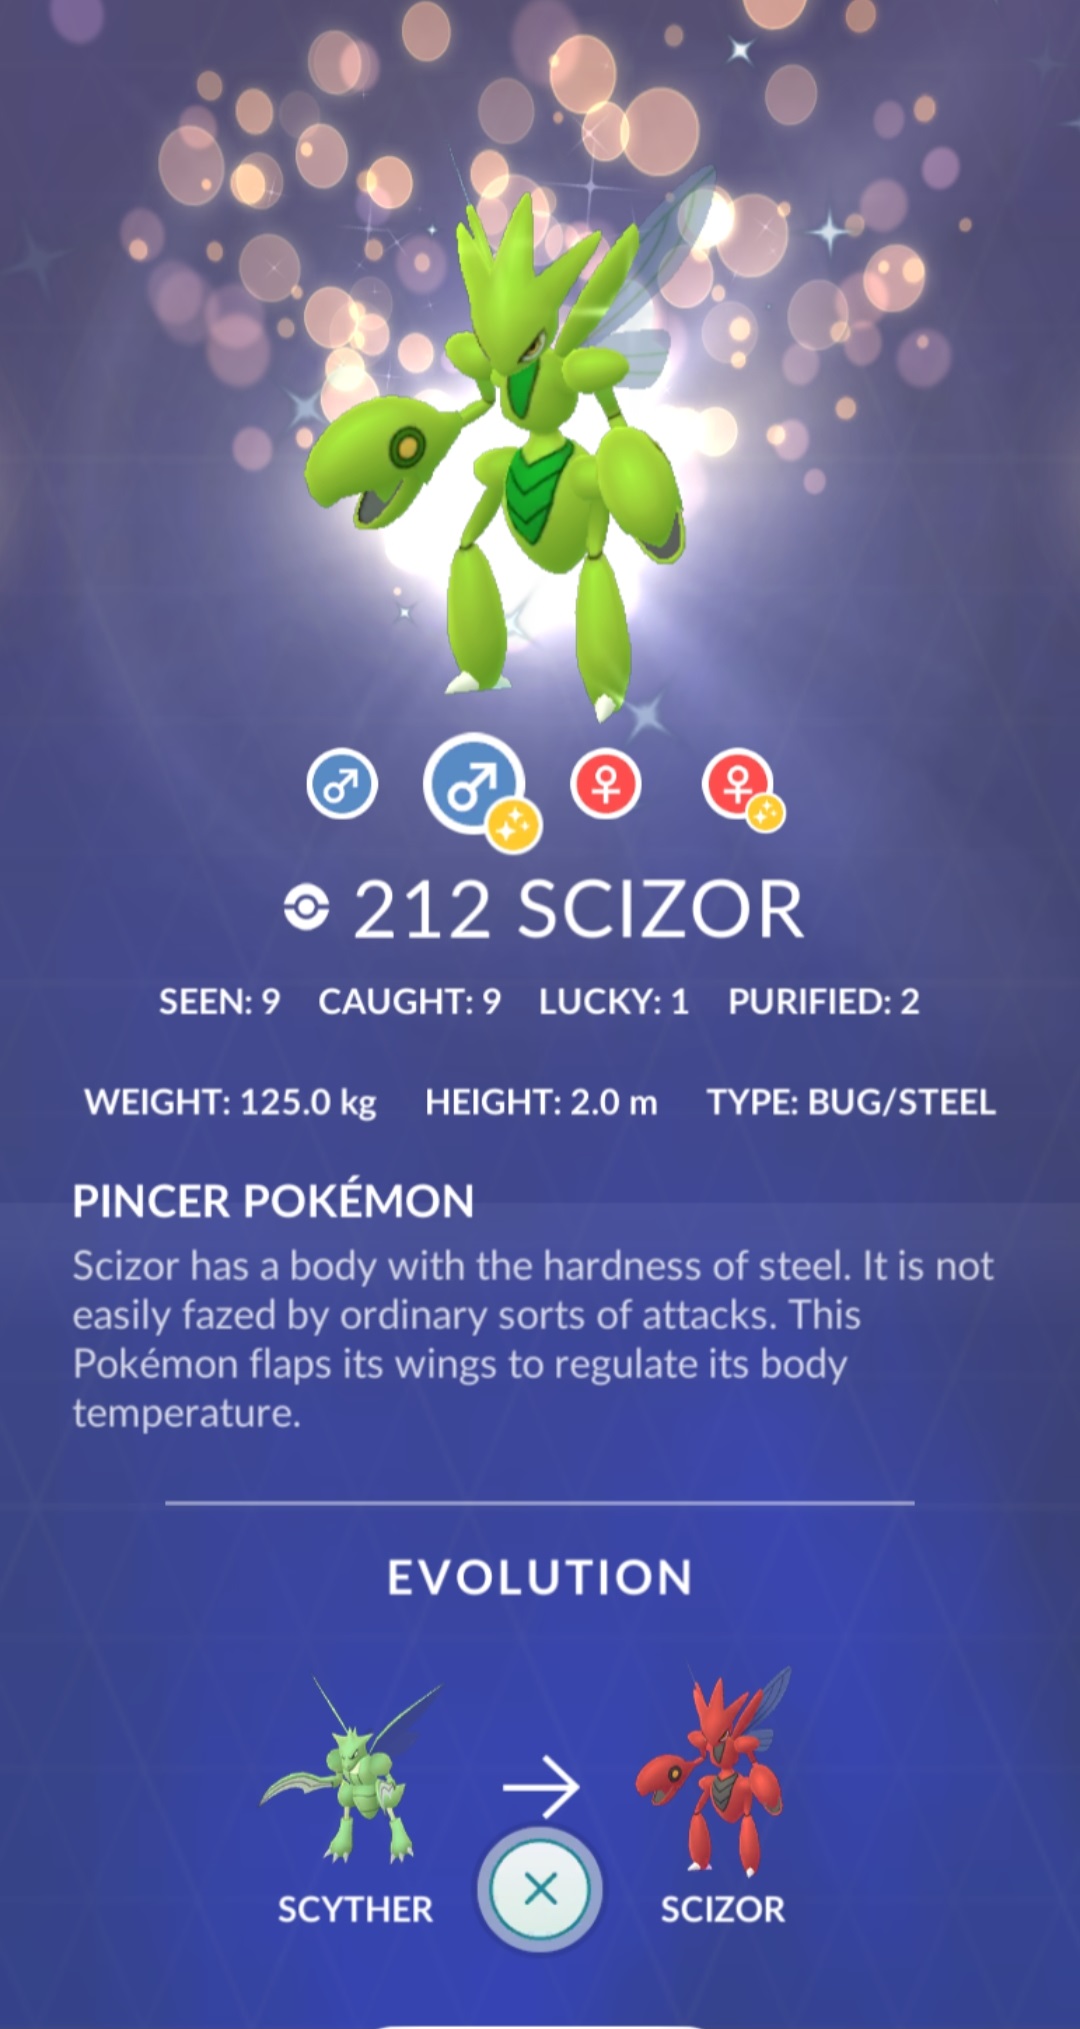 212 SCIZOR
SEEN: 9 CAUGHT: 9 LUCKY: 1 PURIFIED: 2
WEIGHT: 125.0 kg HEIGHT: 2.0 m TYPE: BUG/STEEL
PINCER POKÉMON
Scizor has a body with the hardness of steel. It is not
easily fazed by ordinary sorts of attacks. This
Pokémon flaps its wings to regulate its body
temperature.
EVOLUTION
SCYTHER SCIZOR